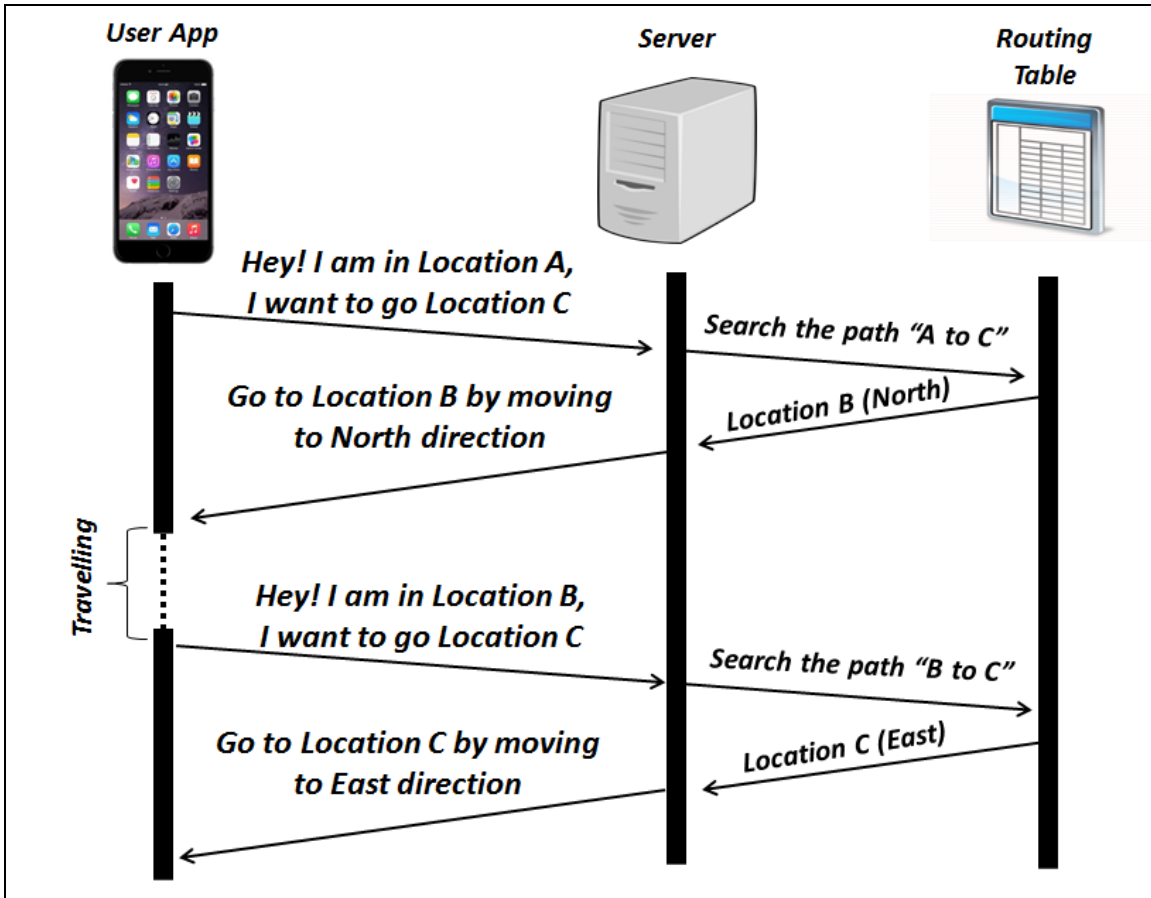 User App
Server
Routing
Table
Hey! I am in Location A,
I want to go Location C
Search the path “A to C”
Location B (North)
Go to Location B by moving
to North direction
Travelling
Hey! I am in Location B,
I want to go Location C
Search the path “B to C”
Location C (East)
Go to Location C by moving
to East direction